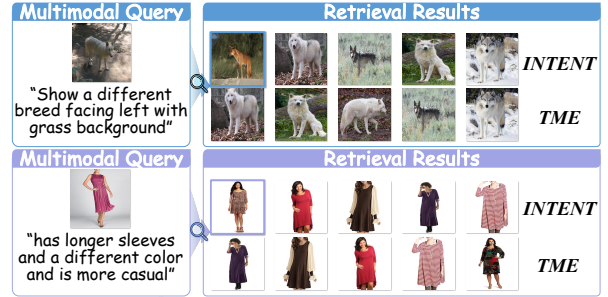 Multimodal Query
Retrieval Results
“Show a different
breed facing left with
grass background”
INTENT
TME
Multimodal Query
Retrieval Results
“has longer sleeves
and a different color
and is more casual”
INTENT
TME